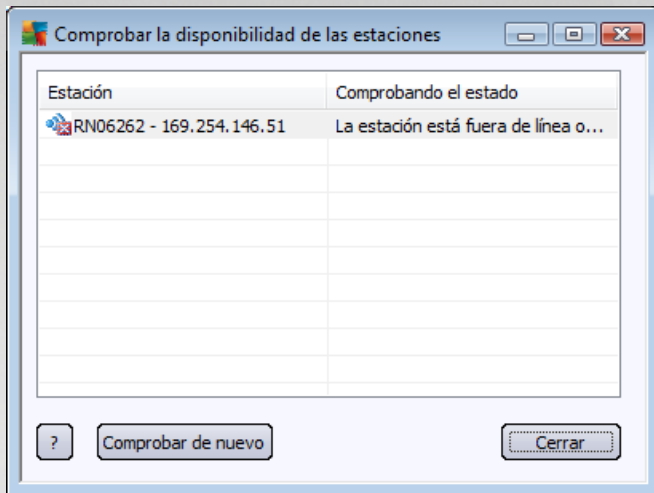 Comprobar la disponibilidad de las estaciones
Estación Comprobando el estado
RN06262 - 169.254.146.51 La estación está fuera de línea o...
? Comprobar de nuevo Cerrar